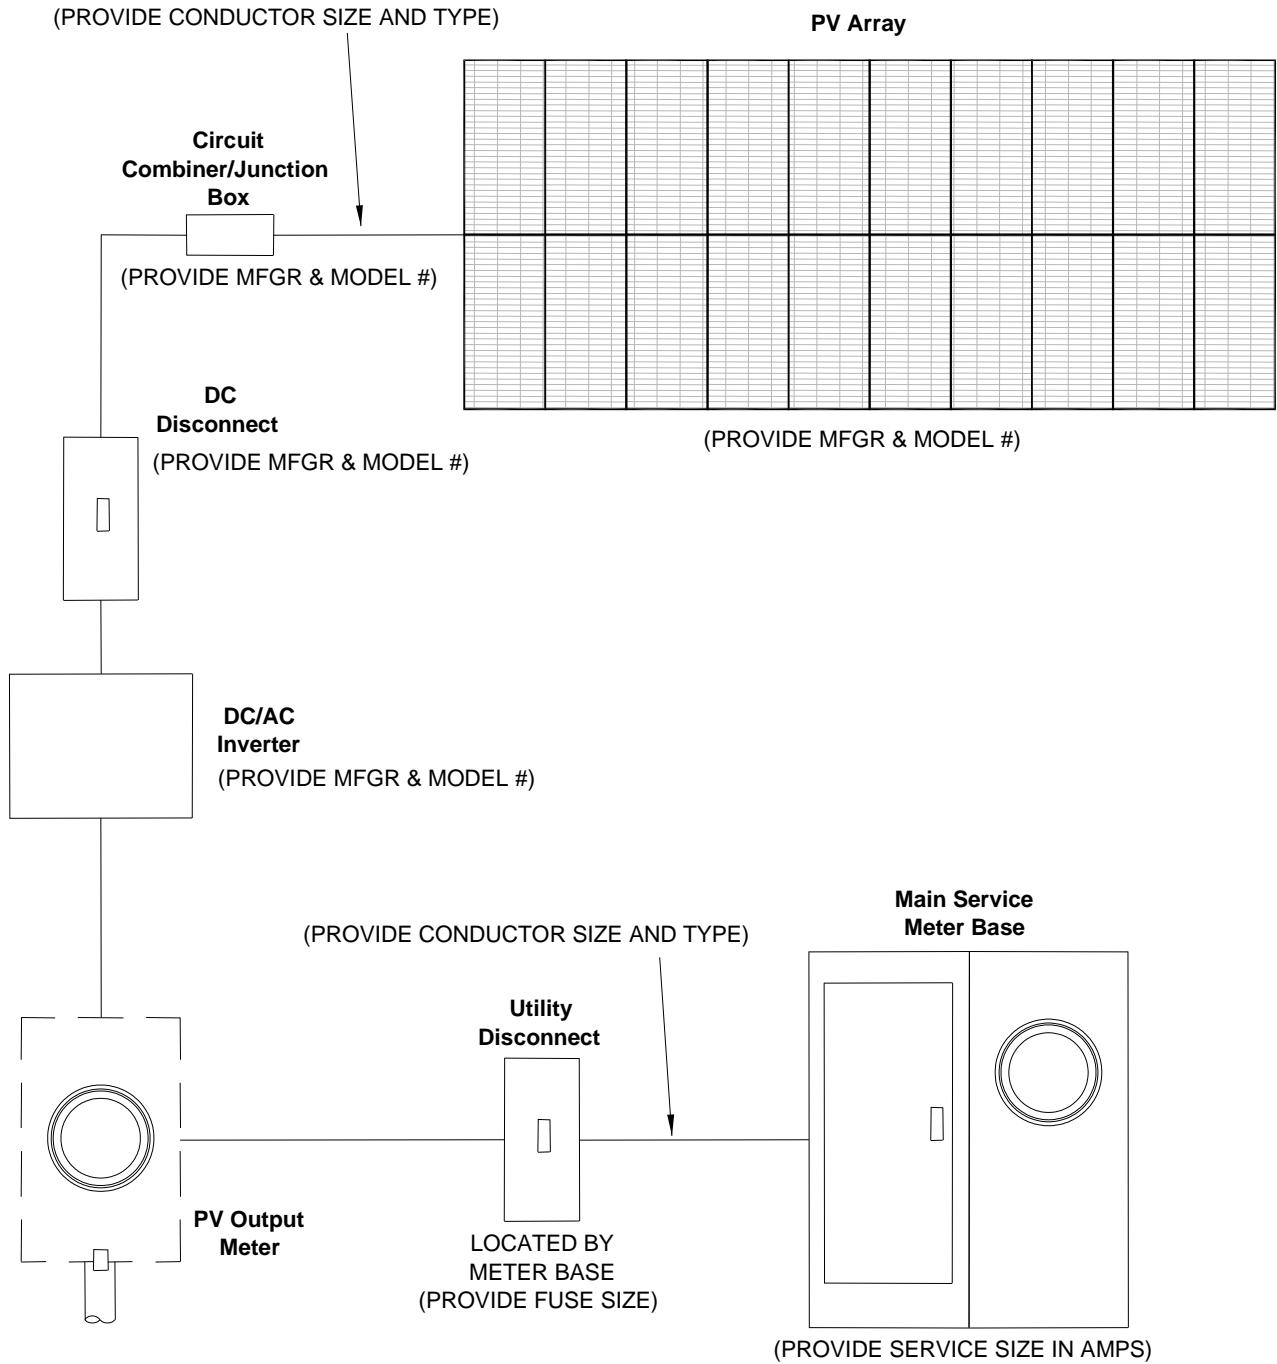 (PROVIDE CONDUCTOR SIZE AND TYPE)
PV Array
Circuit
Combiner/Junction
Box
(PROVIDE MFGR & MODEL #)
DC
Disconnect
(PROVIDE MFGR & MODEL #)
(PROVIDE MFGR & MODEL #)
DC/AC
Inverter
(PROVIDE MFGR & MODEL #)
Main Service
Meter Base
(PROVIDE CONDUCTOR SIZE AND TYPE)
Utility
Disconnect
PV Output
Meter
LOCATED BY
METER BASE
(PROVIDE FUSE SIZE)
(PROVIDE SERVICE SIZE IN AMPS)